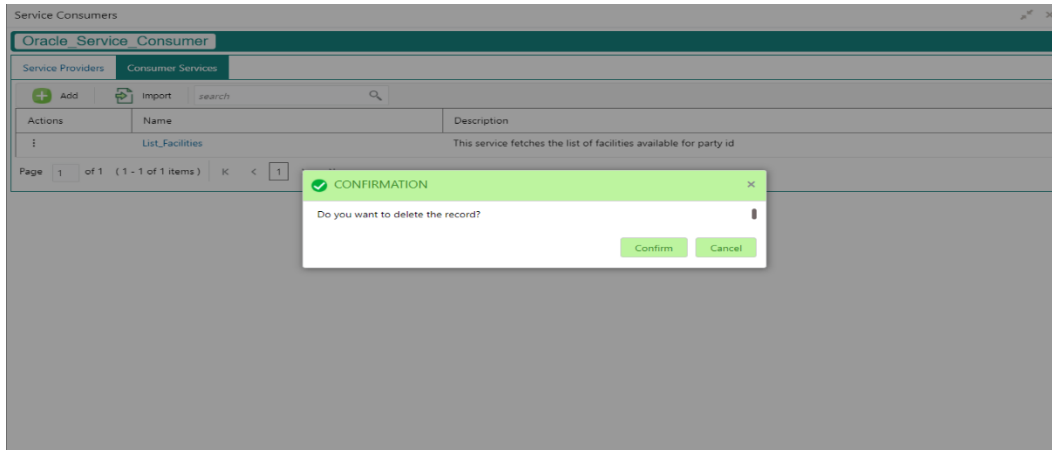 Service Consumers
Oracle_Service_Consumer
Service Providers Consumer Services
Add Import search
Actions Name Description
List_Facilities This service fetches the list of facilities available for party id
Page 1 of 1 (1 - 1 of 1 items) K < 1
CONFIRMATION
Do you want to delete the record?
Confirm Cancel